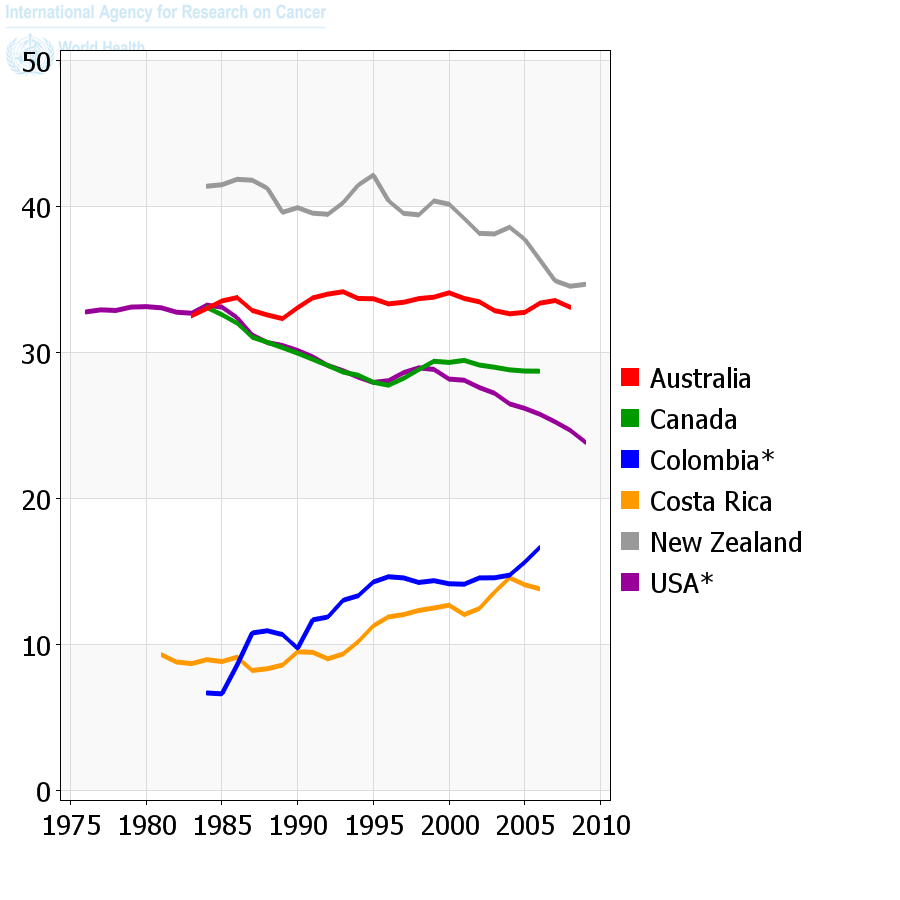 International Agency for Research on Cancer
World Health
50
40
30
20
10
0
1975 1980 1985 1990 1995 2000 2005 2010
Australia
Canada
Colombia*
Costa Rica
New Zealand
USA*